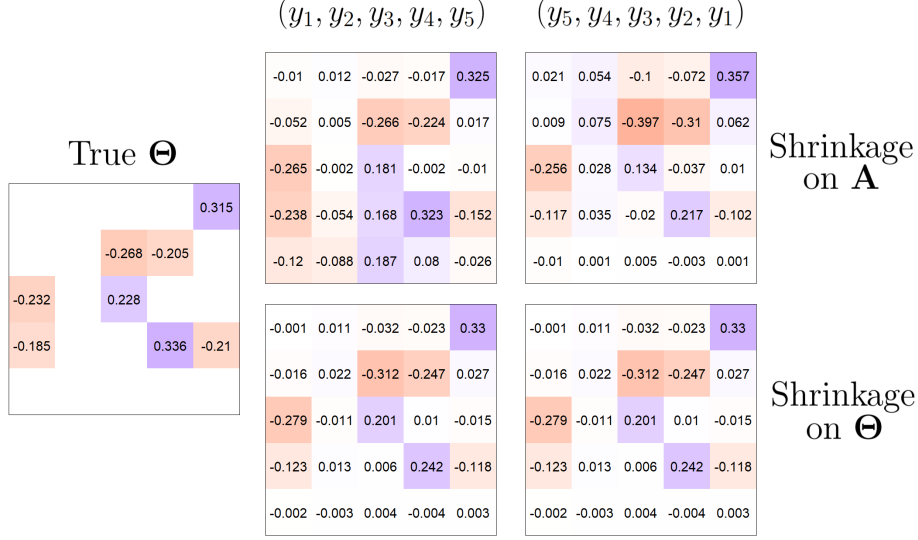 (y₁, y₂, y₃, y₄, y₅) (y₅, y₄, y₃, y₂, y₁)
True Θ
0.315
-0.268 -0.205
-0.232 0.228
-0.185 0.336 -0.21
-0.01 0.012 -0.027 -0.017 0.325
-0.052 0.005 -0.266 -0.224 0.017
-0.265 -0.002 0.181 -0.002 -0.01
-0.238 -0.054 0.168 0.323 -0.152
-0.12 -0.088 0.187 0.08 -0.026
0.021 0.054 -0.1 -0.072 0.357
0.009 0.075 -0.397 -0.31 0.062
-0.256 0.028 0.134 -0.037 0.01
-0.117 0.035 -0.02 0.217 -0.102
-0.01 0.001 0.005 -0.003 0.001
Shrinkage
on A
-0.001 0.011 -0.032 -0.023 0.33
-0.016 0.022 -0.312 -0.247 0.027
-0.279 -0.011 0.201 0.01 -0.015
-0.123 0.013 0.006 0.242 -0.118
-0.002 -0.003 0.004 -0.004 0.003
-0.001 0.011 -0.032 -0.023 0.33
-0.016 0.022 -0.312 -0.247 0.027
-0.279 -0.011 0.201 0.01 -0.015
-0.123 0.013 0.006 0.242 -0.118
-0.002 -0.003 0.004 -0.004 0.003
Shrinkage
on Θ